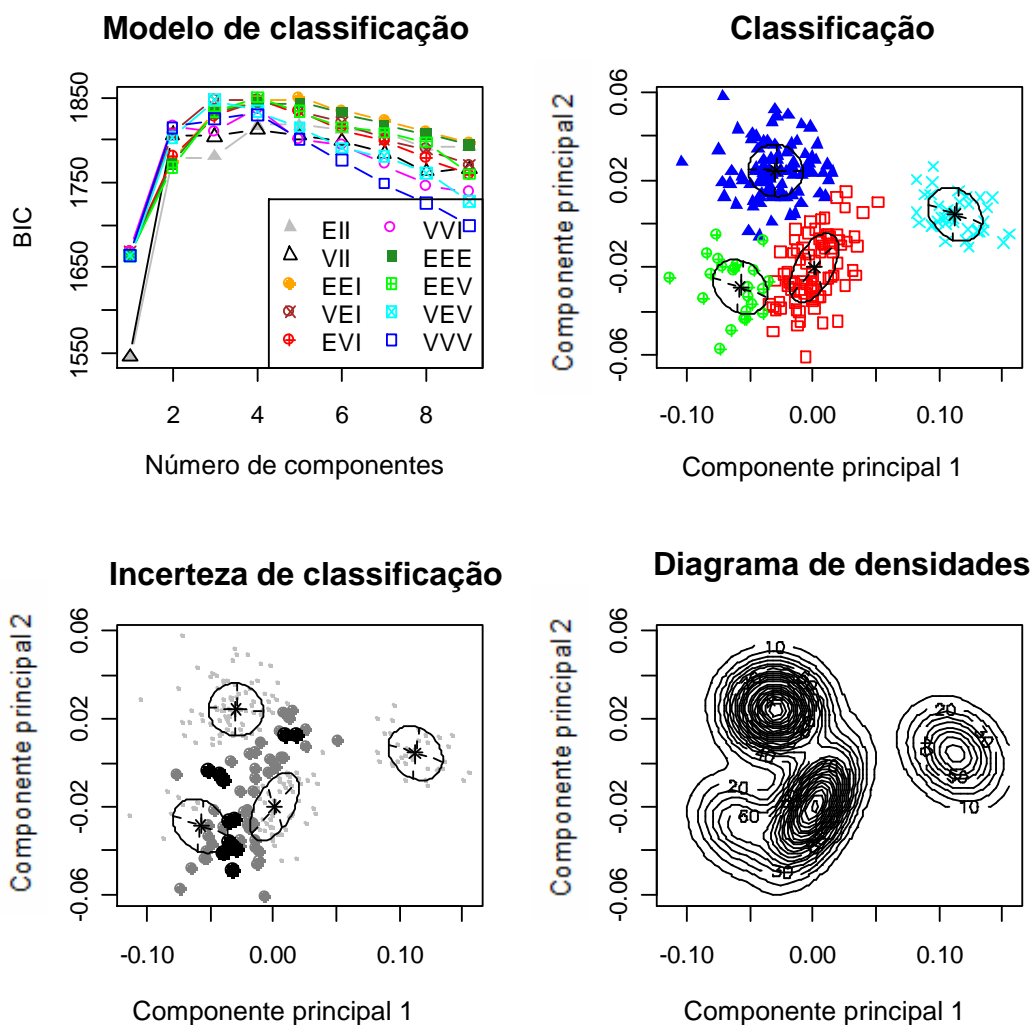 Modelo de classificação
BIC
1850
1750
1650
1550
EII
VII
EEI
VEI
EVI
VVI
EEE
EEV
VEV
VVV
2 4 6 8
Número de componentes
Classificação
Componente principal 2
0.06
0.02
-0.02
-0.06
-0.10 0.00 0.10
Componente principal 1
Incerteza de classificação
Componente principal 2
0.06
0.02
-0.02
-0.06
-0.10 0.00 0.10
Componente principal 1
Diagrama de densidades
Componente principal 2
0.06
0.02
-0.02
-0.06
10
20
20
60
10
-0.10 0.00 0.10
Componente principal 1